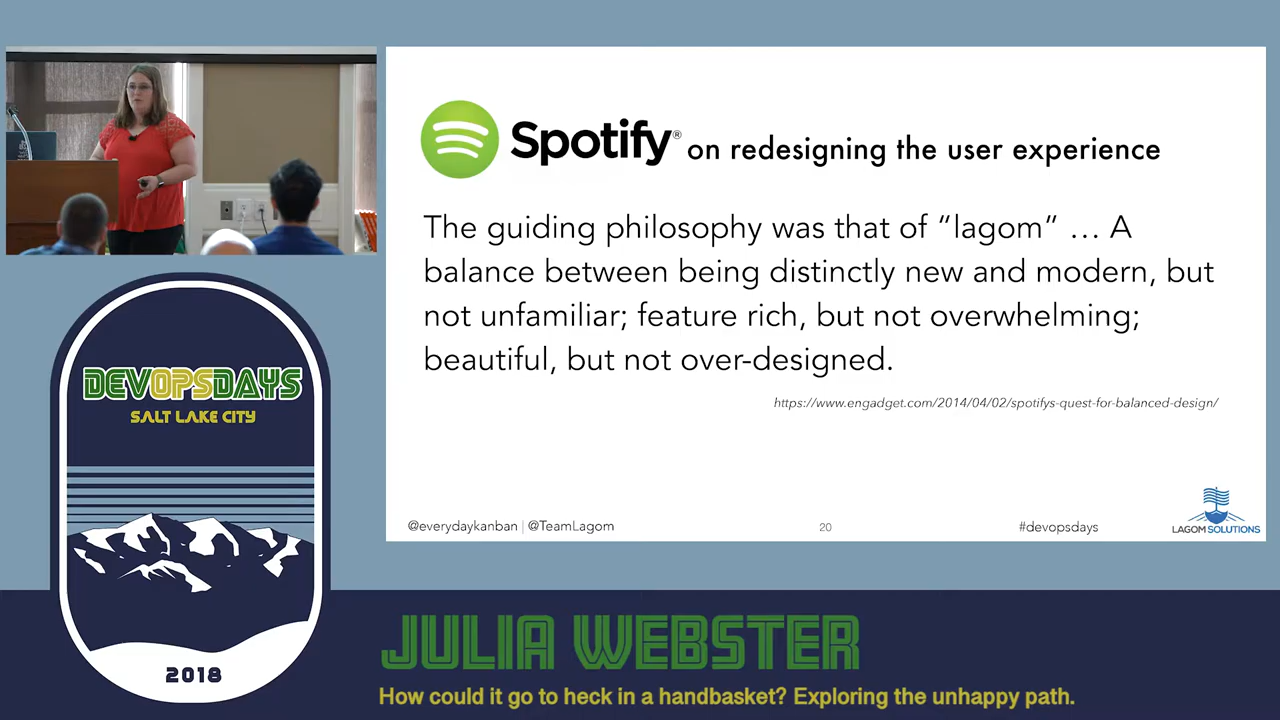 Spotify® on redesigning the user experience
The guiding philosophy was that of “lagom” … A
balance between being distinctly new and modern, but
not unfamiliar; feature rich, but not overwhelming;
beautiful, but not over-designed.
https://www.engadget.com/2014/04/02/spotifys-quest-for-balanced-design/
@everydaykanban | @TeamLagom
20
#devopsdays
LAGOM SOLUTIONS
DEVOPSDAYS
SALT LAKE CITY
2018
JULIA WEBSTER
How could it go to heck in a handbasket? Exploring the unhappy path.